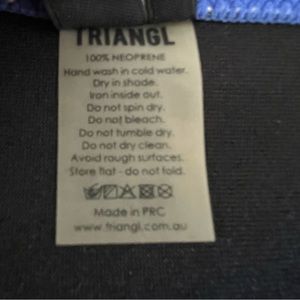 TRIANGL
100% NEOPRENE
Hand wash in cold water.
Dry in shade.
Iron inside out.
Do not spin dry.
Do not bleach.
Do not tumble dry.
Do not dry clean.
Avoid rough surfaces.
Store flat - do not fold.
Made in PRC
www.triangl.com.au